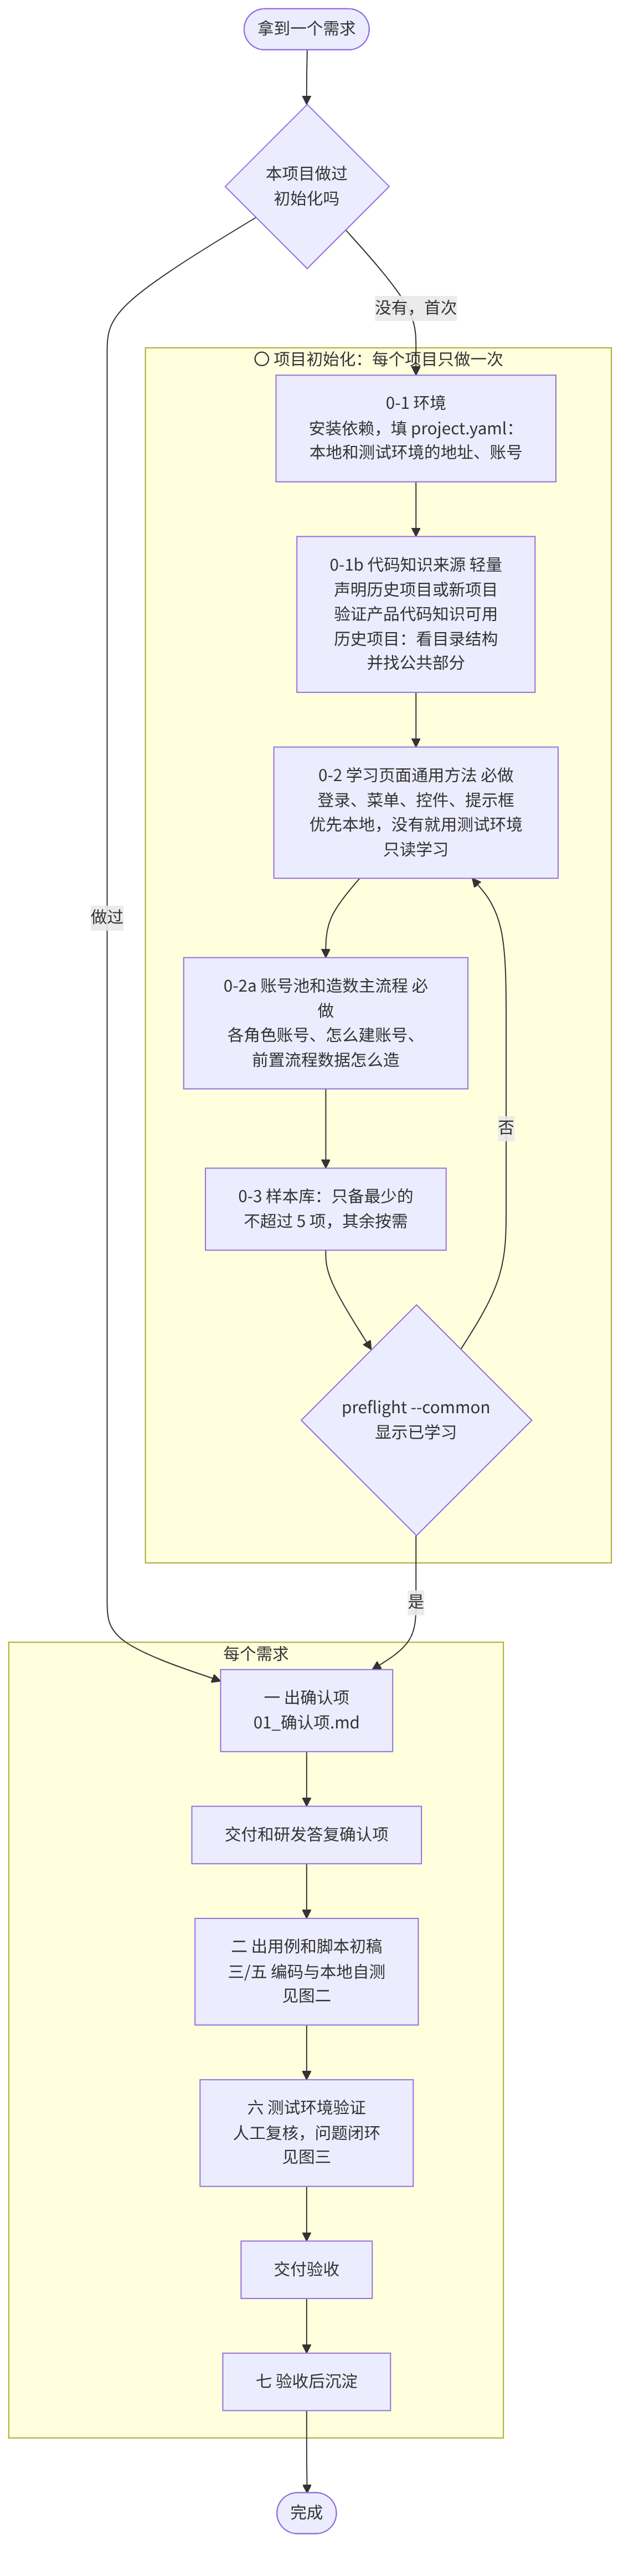 拿到一个需求
本项目做过
初始化吗
没有，首次
〇 项目初始化：每个项目只做一次
0-1 环境
安装依赖，填 project.yaml：
本地和测试环境的地址、账号
0-1b 代码知识来源 轻量
声明历史项目或新项目
验证产品代码知识可用
历史项目：看目录结构
并找公共部分
0-2 学习页面通用方法 必做
登录、菜单、控件、提示框
优先本地，没有就用测试环境
只读学习
做过
0-2a 账号池和造数主流程 必
做
各角色账号、怎么建账号、
前置流程数据怎么造
否
0-3 样本库：只备最少的
不超过 5 项，其余按需
preflight --common
显示已学习
是
每个需求
一 出确认项
01_确认项.md
交付和研发答复确认项
二 出用例和脚本初稿
三/五 编码与本地自测
见图二
六 测试环境验证
人工复核，问题闭环
见图三
交付验收
七 验收后沉淀
完成